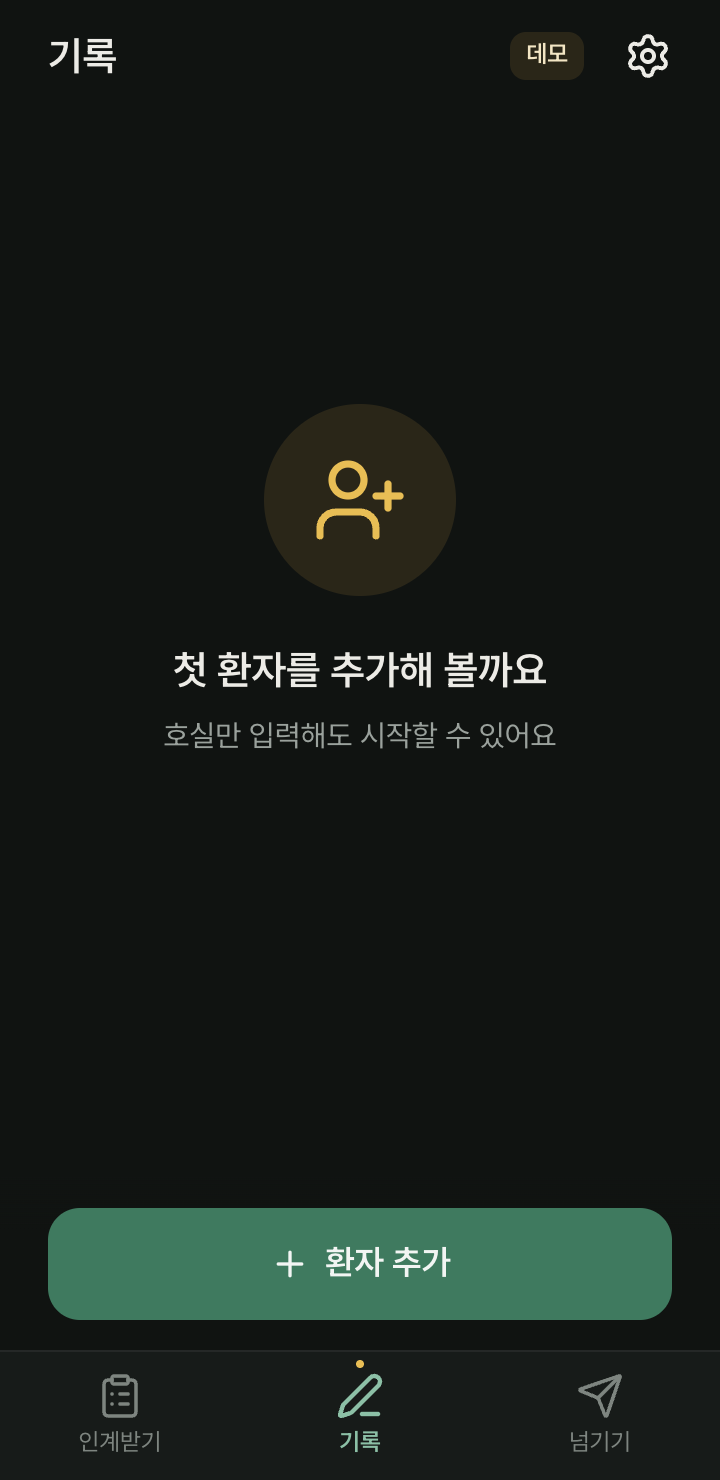 기록
데모
첫 환자를 추가해 볼까요
호실만 입력해도 시작할 수 있어요
환자 추가
인계받기
기록
넘기기